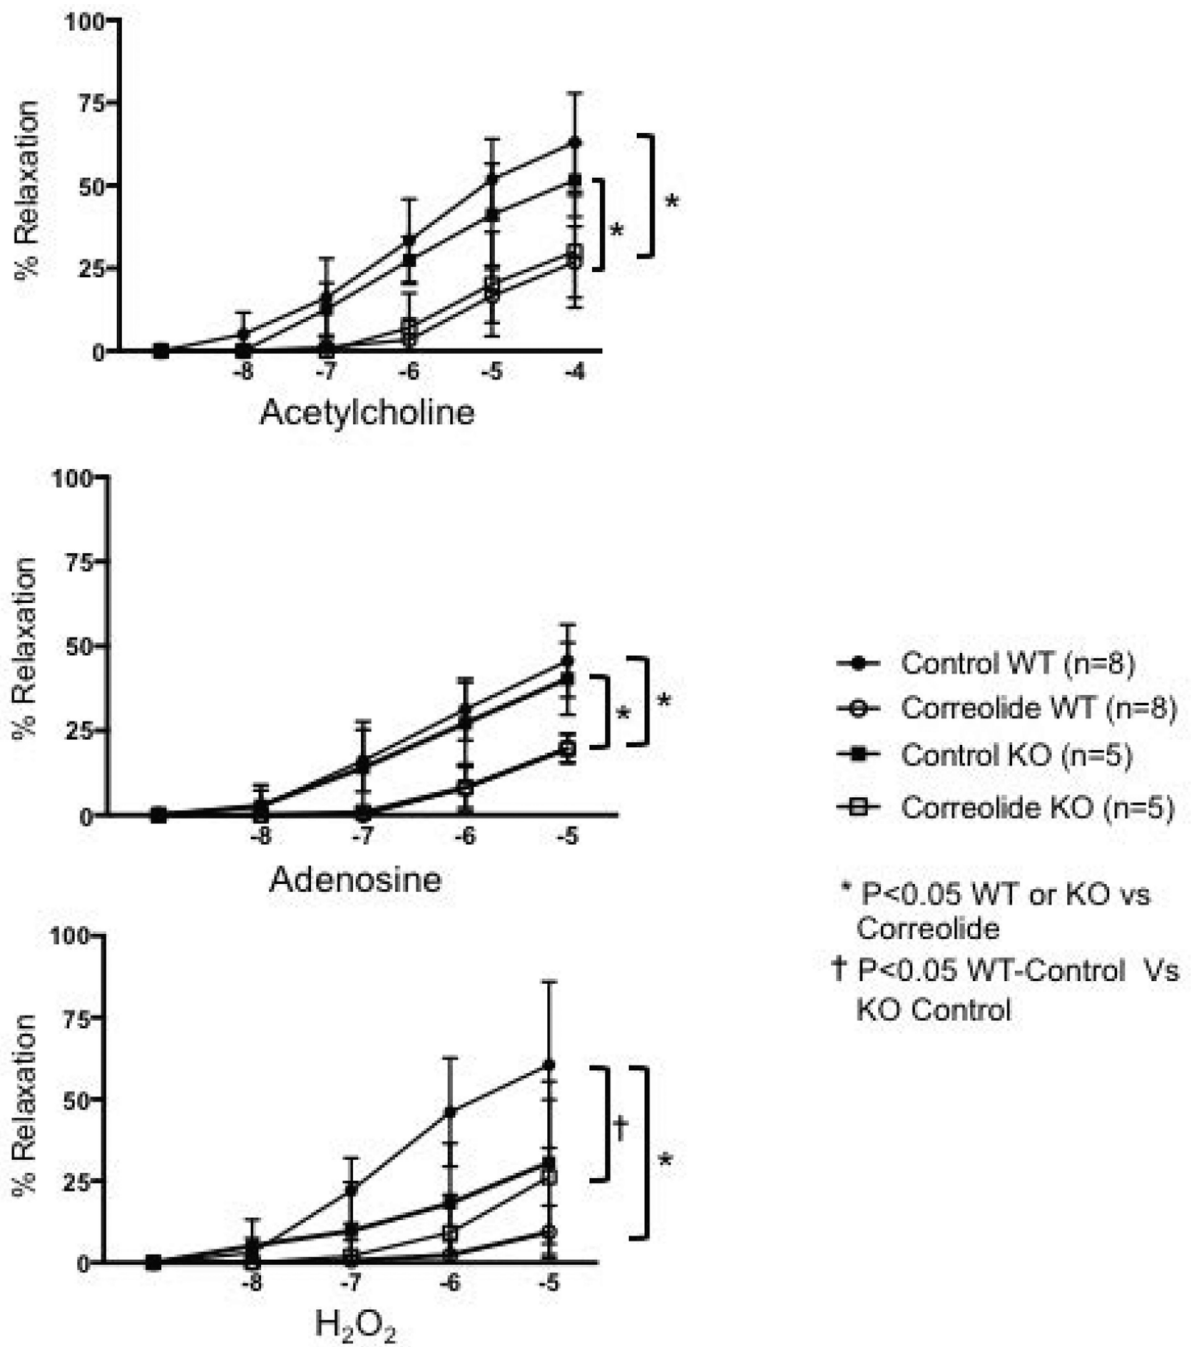 100
75
50
25
0
% Relaxation
-8 -7 -6 -5 -4
Acetylcholine
*
*
100
75
50
25
0
% Relaxation
-8 -7 -6 -5
Adenosine
*
*
100
75
50
25
0
% Relaxation
-8 -7 -6 -5
H₂O₂
†
*
Control WT (n=8)
Correolide WT (n=8)
Control KO (n=5)
Correolide KO (n=5)
* P<0.05 WT or KO vs
Correolide
† P<0.05 WT-Control Vs
KO Control